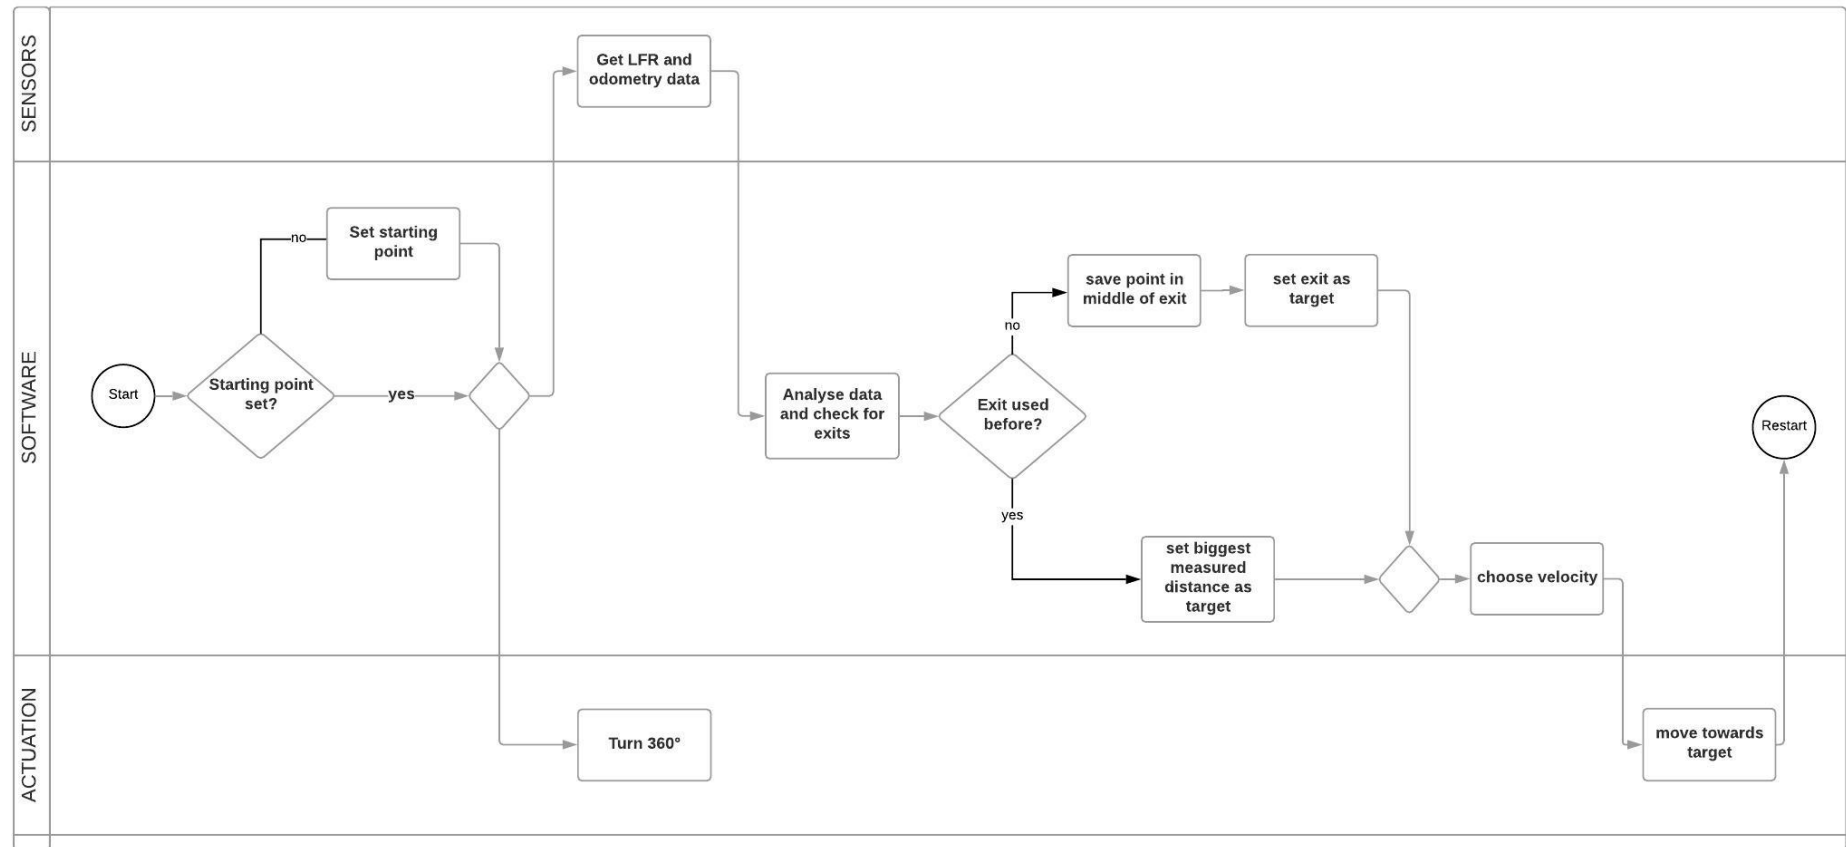 SENSORS
Get LFR and
odometry data
SOFTWARE
Start
Starting point
set?
no
Set starting
point
yes
Analyse data
and check for
exits
Exit used
before?
no
save point in
middle of exit
set exit as
target
yes
set biggest
measured
distance as
target
choose velocity
Restart
ACTUATION
Turn 360°
move towards
target